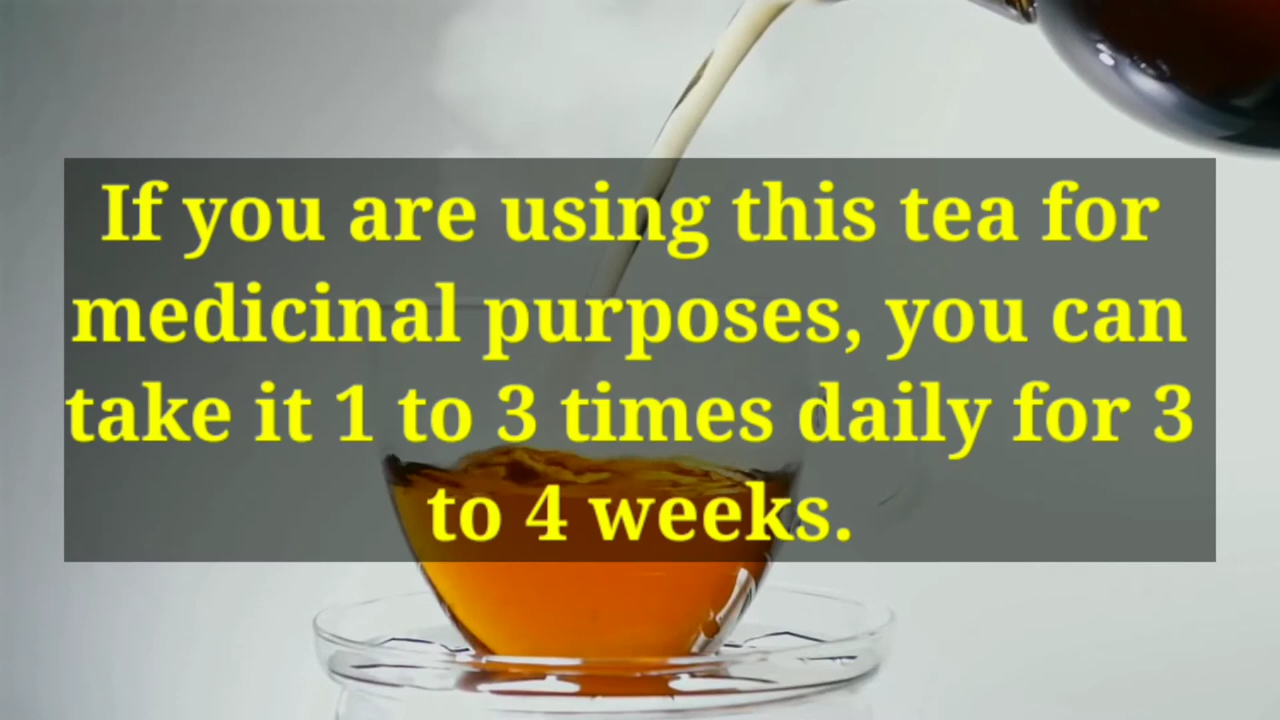 If you are using this tea for
medicinal purposes, you can
take it 1 to 3 times daily for 3
to 4 weeks.